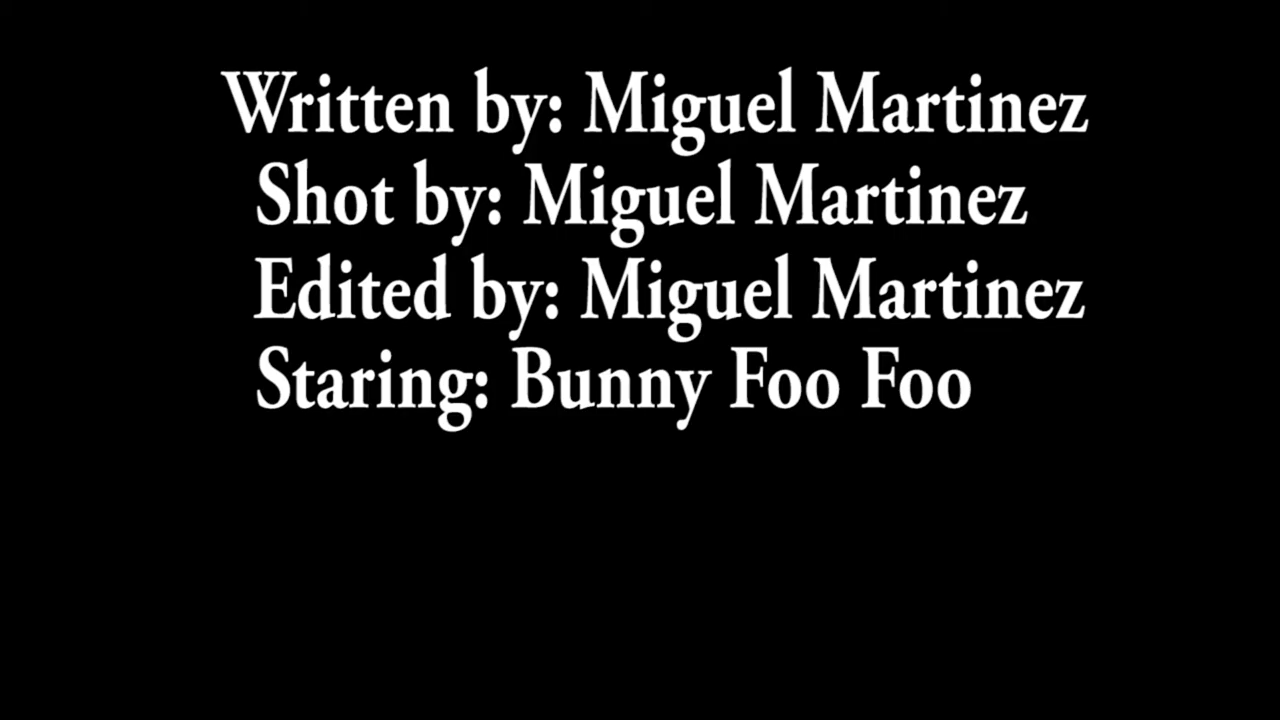 Written by: Miguel Martinez
Shot by: Miguel Martinez
Edited by: Miguel Martinez
Staring: Bunny Foo Foo